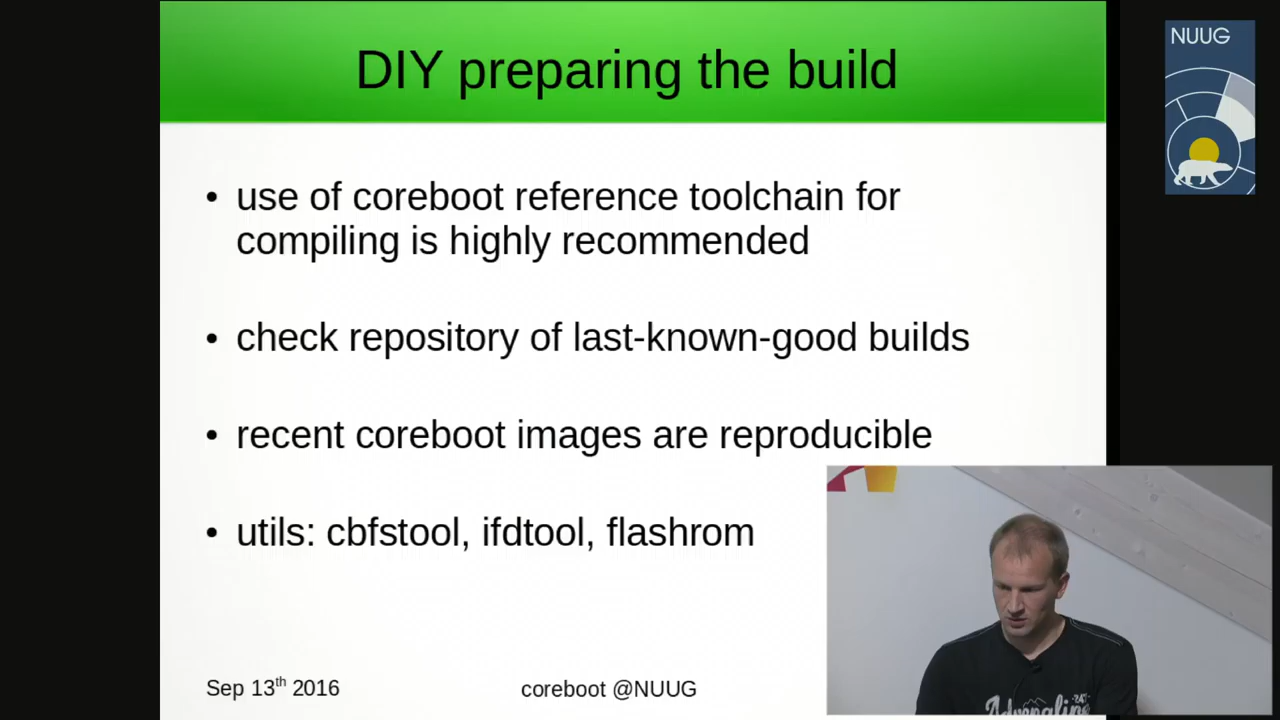 DIY preparing the build
NUUG
• use of coreboot reference toolchain for
compiling is highly recommended
• check repository of last-known-good builds
• recent coreboot images are reproducible
• utils: cbfstool, ifdtool, flashrom
Sep 13th 2016
coreboot @NUUG
Adrenaline